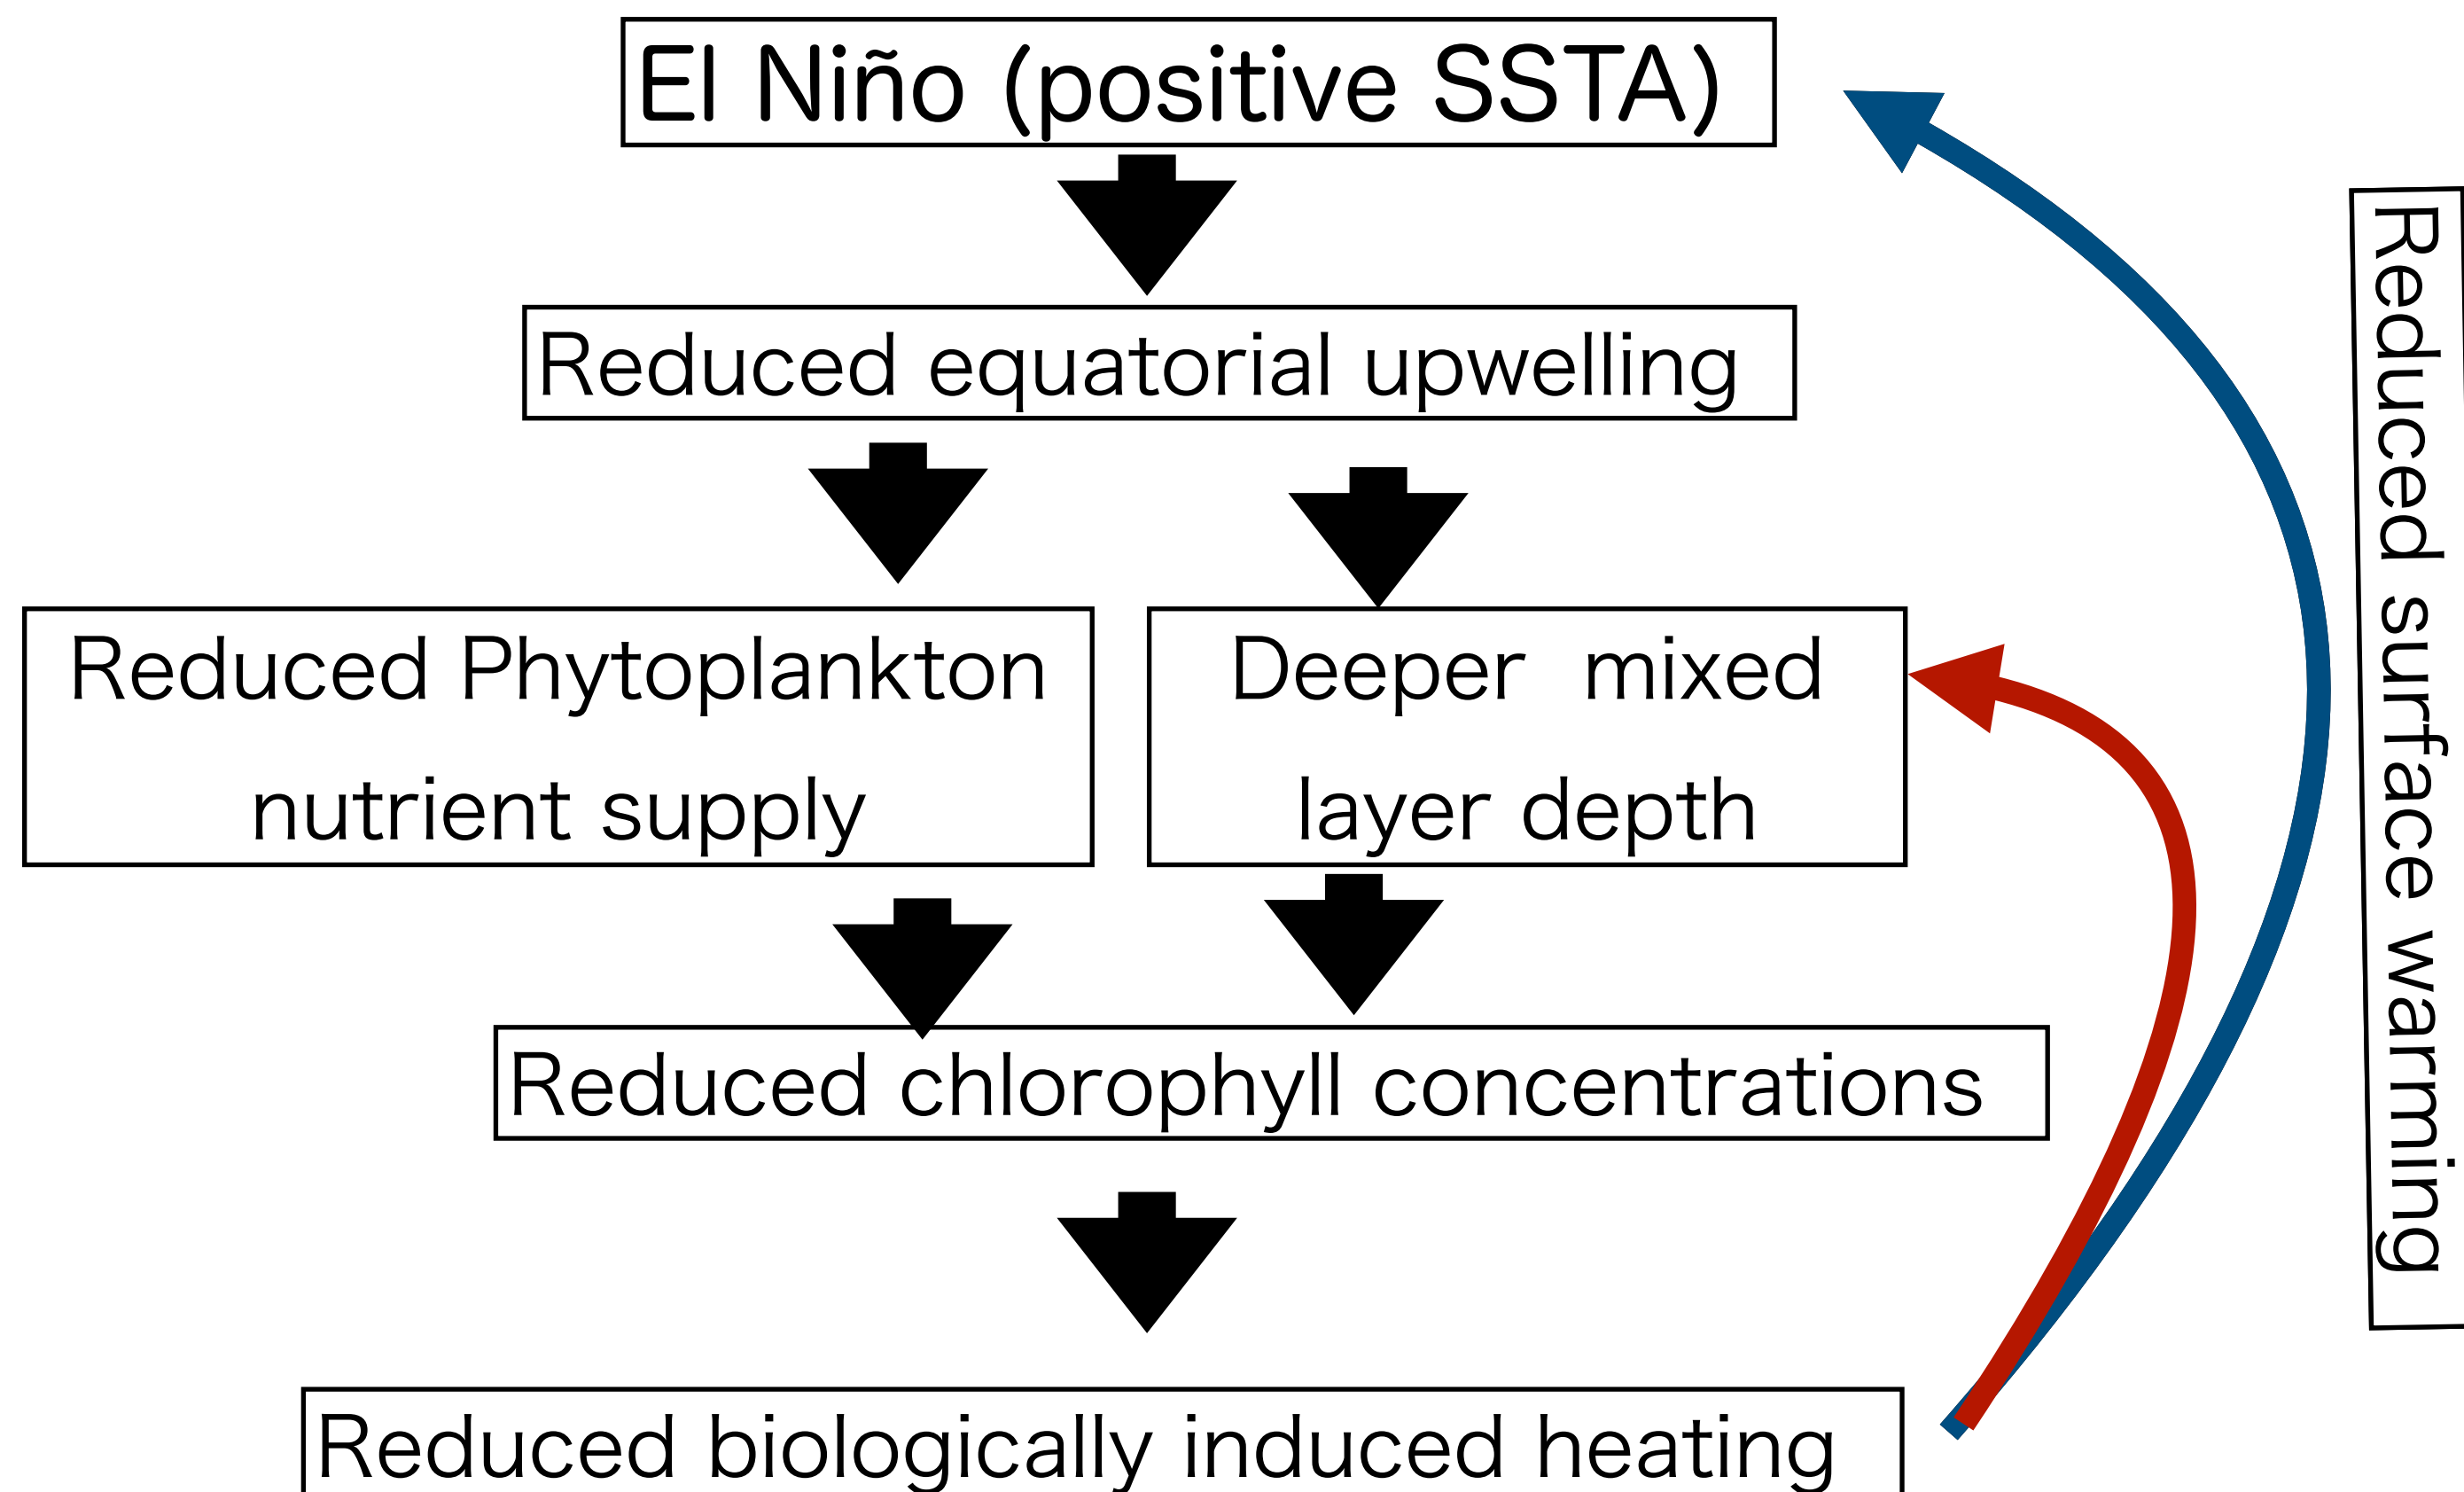 El Niño (positive SSTA)
Reduced equatorial upwelling
Reduced Phytoplankton
nutrient supply
Deeper mixed
layer depth
Reduced chlorophyll concentrations
Reduced biologically induced heating
Reduced surface warming